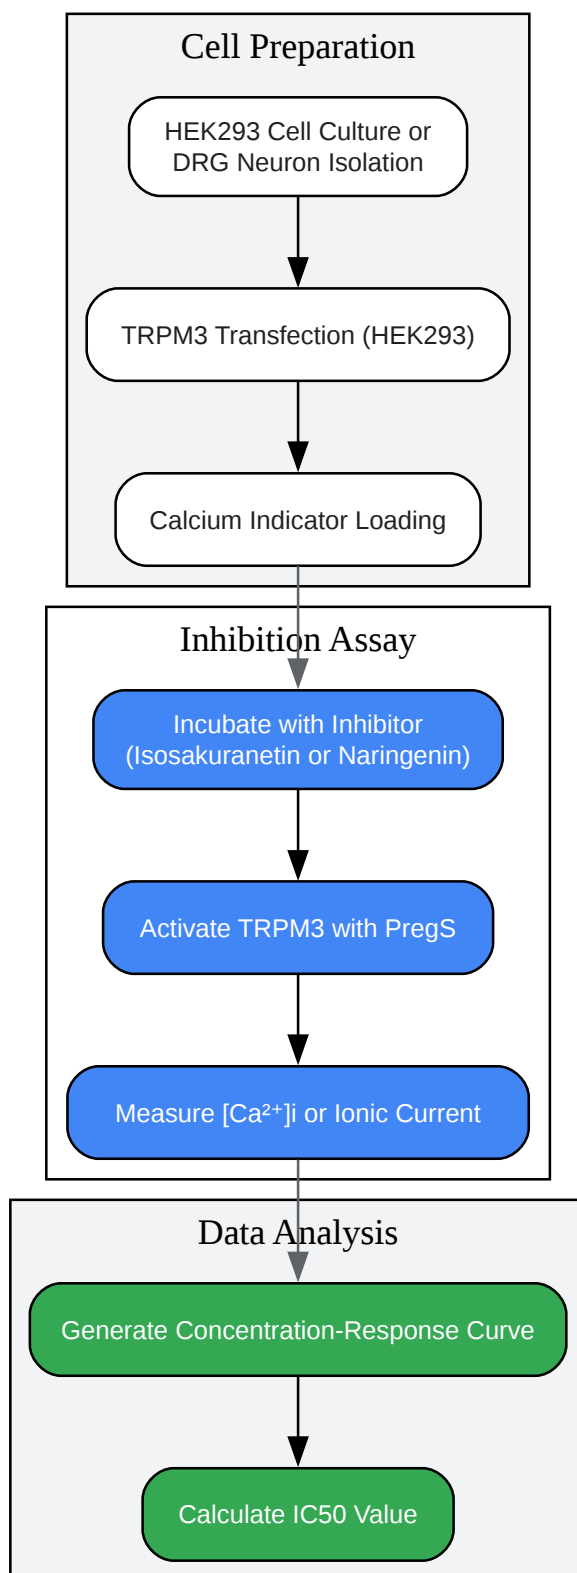 Cell Preparation
HEK293 Cell Culture or
DRG Neuron Isolation
TRPM3 Transfection (HEK293)
Calcium Indicator Loading
Inhibition Assay
Incubate with Inhibitor
(Isosakuranetin or Naringenin)
Activate TRPM3 with PregS
Measure [Ca²⁺]i or Ionic Current
Data Analysis
Generate Concentration-Response Curve
Calculate IC50 Value